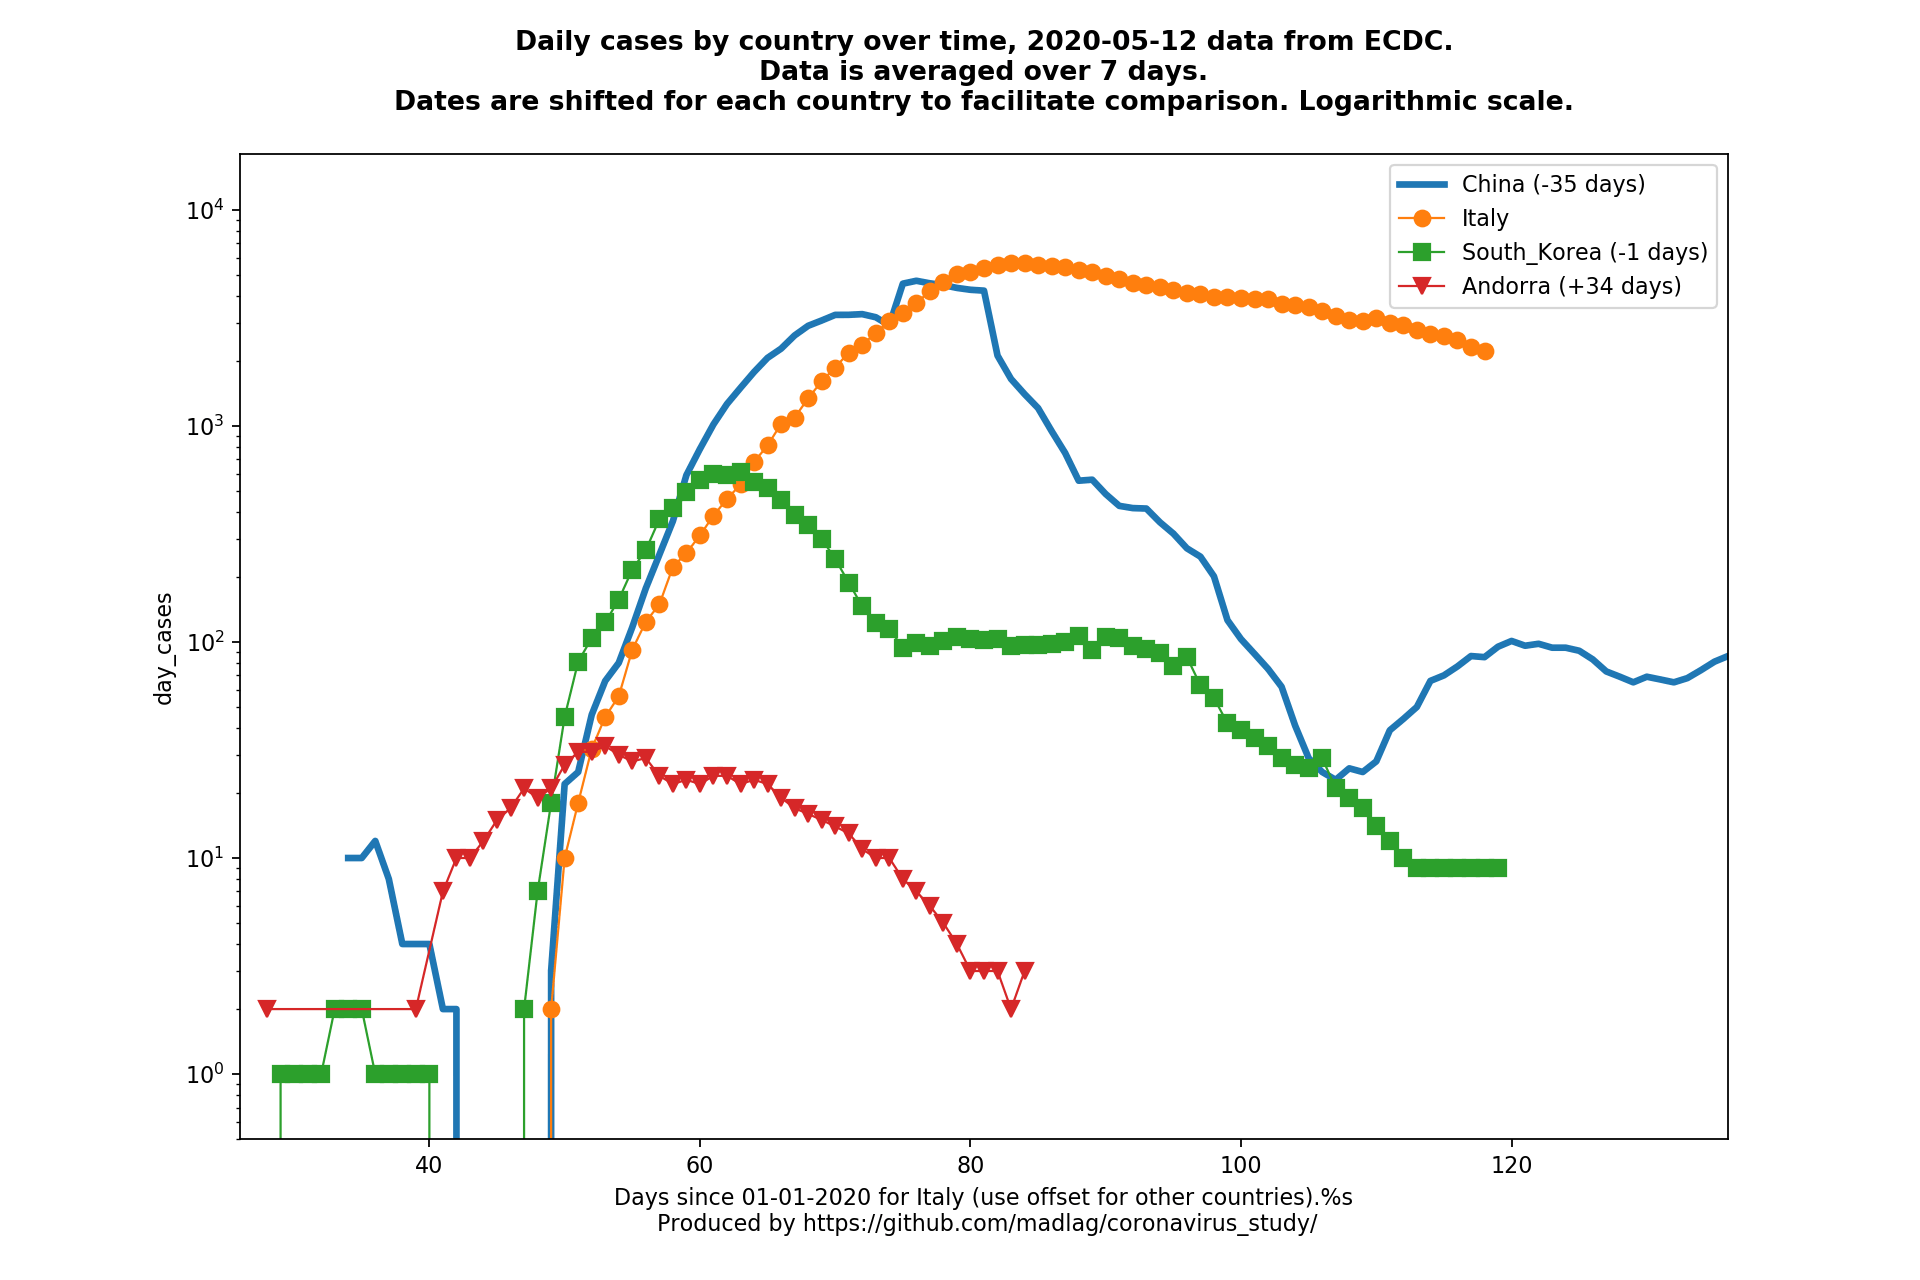 Daily cases by country over time, 2020-05-12 data from ECDC.
Data is averaged over 7 days.
Dates are shifted for each country to facilitate comparison. Logarithmic scale.
China (-35 days)
Italy
South_Korea (-1 days)
Andorra (+34 days)
day_cases
10⁴
10³
10²
10¹
10⁰
40 60 80 100 120
Days since 01-01-2020 for Italy (use offset for other countries).%s
Produced by https://github.com/madlag/coronavirus_study/